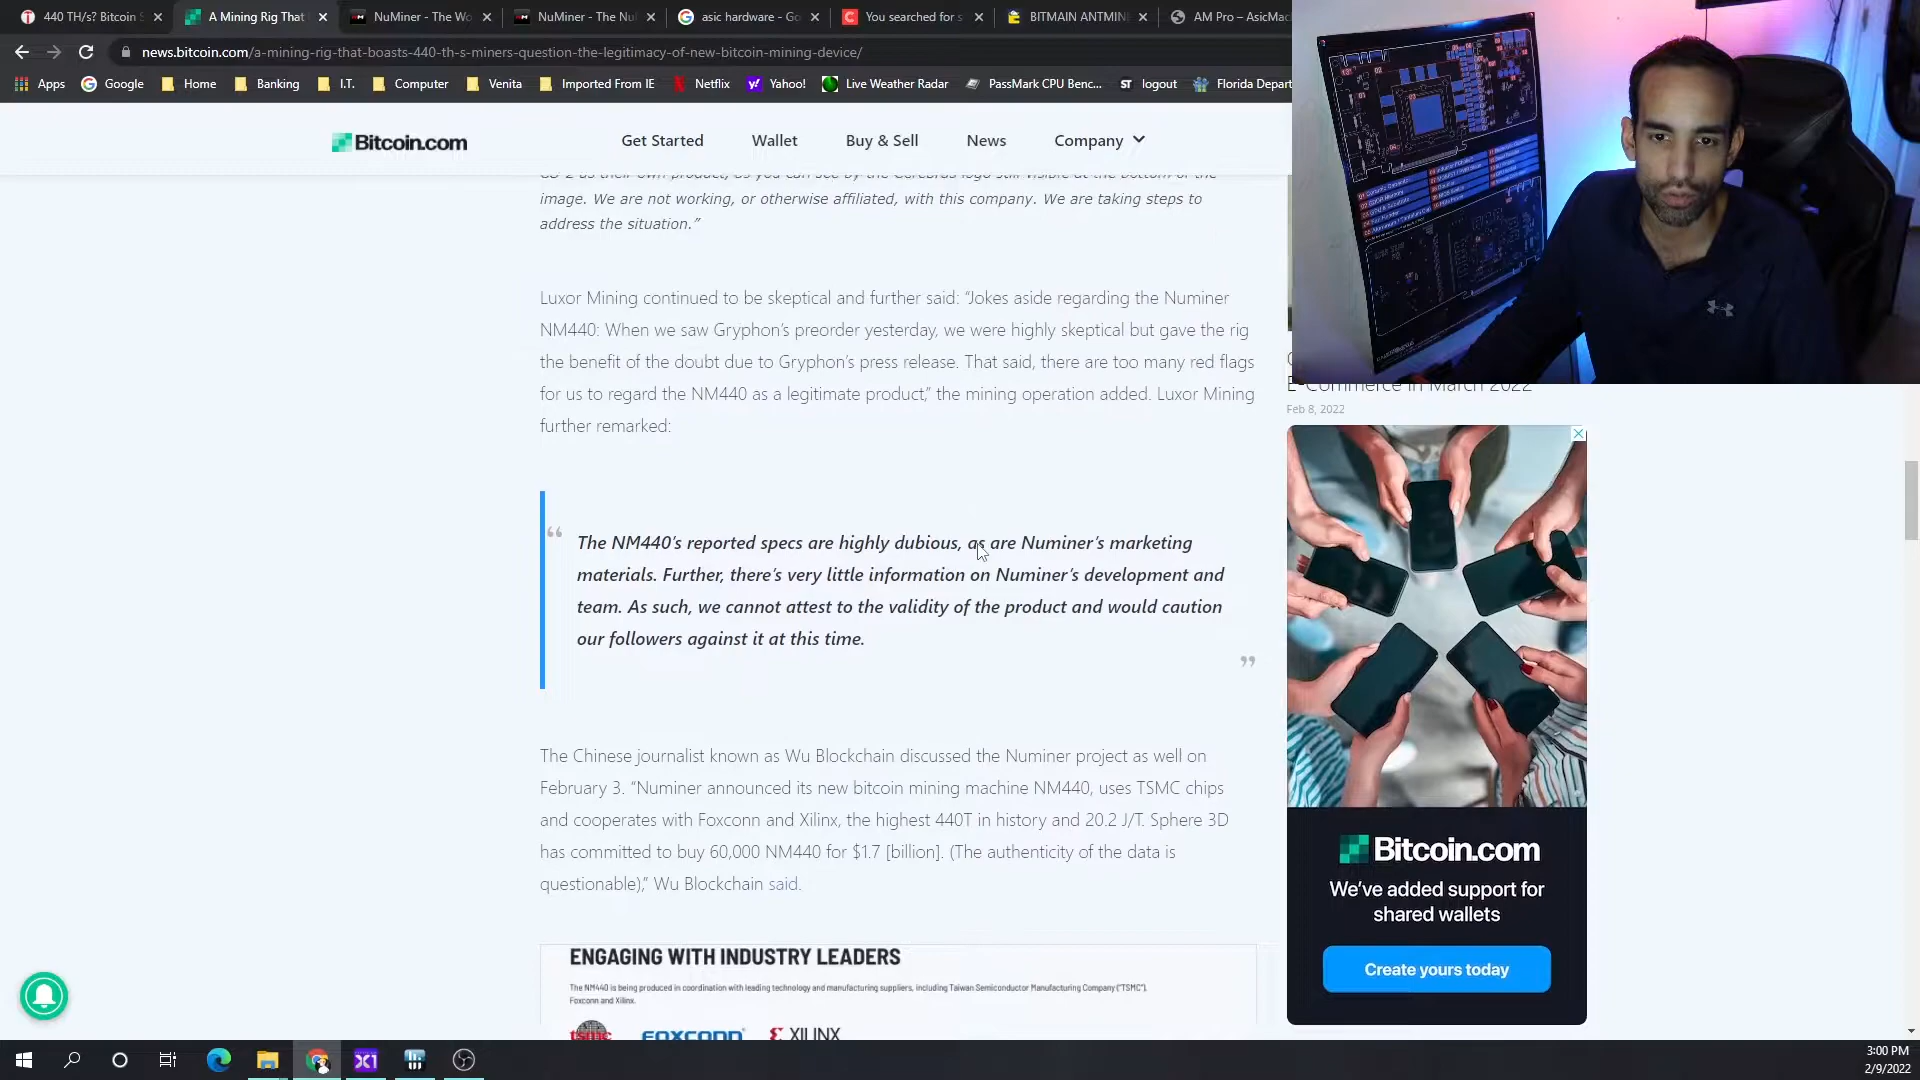 440 TH/s? Bitcoin S
A Mining Rig That
NuMiner - The Wo
NuMiner - The Nu
asic hardware - Go
You searched for s
BITMAIN ANTMIN
AM Pro – AsicMac
news.bitcoin.com/a-mining-rig-that-boasts-440-th-s-miners-question-the-legitimacy-of-new-bitcoin-mining-device/
Apps
Google
Home
Banking
I.T.
Computer
Venita
Imported From IE
Netflix
Yahoo!
Live Weather Radar
PassMark CPU Benc...
logout
Florida Depart
Bitcoin.com
Get Started
Wallet
Buy & Sell
News
Company
CS-2 as their own product, as you can see by the Cerebras logo still visible at the bottom of the
image. We are not working, or otherwise affiliated, with this company. We are taking steps to
address the situation.”
Luxor Mining continued to be skeptical and further said: “Jokes aside regarding the Numiner
NM440: When we saw Gryphon’s preorder yesterday, we were highly skeptical but gave the rig
the benefit of the doubt due to Gryphon’s press release. That said, there are too many red flags
for us to regard the NM440 as a legitimate product,” the mining operation added. Luxor Mining
further remarked:
“
The NM440’s reported specs are highly dubious, as are Numiner’s marketing
materials. Further, there’s very little information on Numiner’s development and
team. As such, we cannot attest to the validity of the product and would caution
our followers against it at this time.
”
The Chinese journalist known as Wu Blockchain discussed the Numiner project as well on
February 3. “Numiner announced its new bitcoin mining machine NM440, uses TSMC chips
and cooperates with Foxconn and Xilinx, the highest 440T in history and 20.2 J/T. Sphere 3D
has committed to buy 60,000 NM440 for $1.7 [billion]. (The authenticity of the data is
questionable),” Wu Blockchain said.
ENGAGING WITH INDUSTRY LEADERS
The NM440 is being produced in coordination with leading technology and manufacturing suppliers, including Taiwan Semiconductor Manufacturing Company ("TSMC"),
Foxconn and Xilinx.
tsmc
FOXCONN
XILINX
E-Commerce in March 2022
Feb 8, 2022
Bitcoin.com
We’ve added support for
shared wallets
Create yours today
3:00 PM
2/9/2022